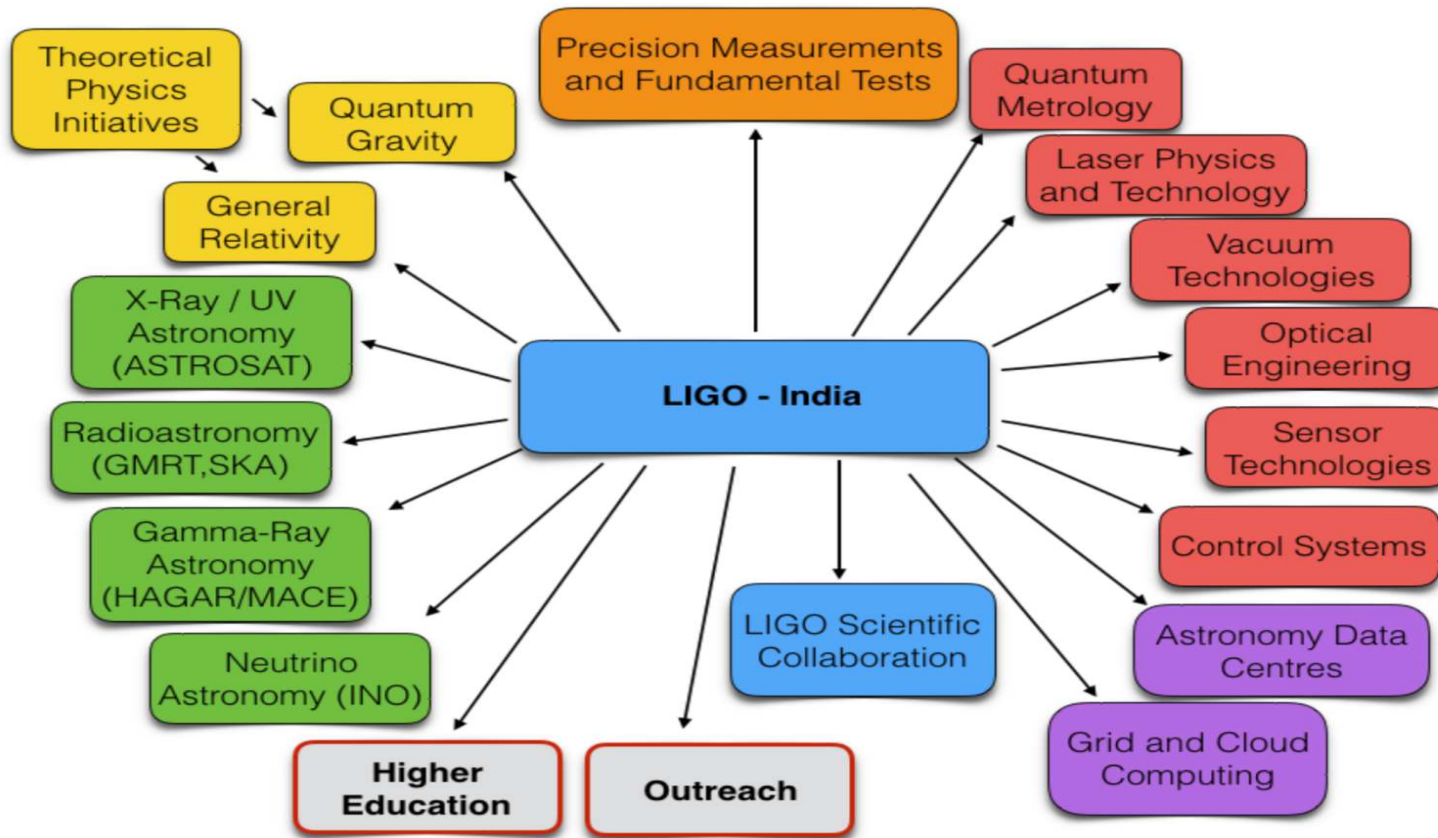 Theoretical
Physics
Initiatives
Quantum
Gravity
General
Relativity
Precision Measurements
and Fundamental Tests
Quantum
Metrology
Laser Physics
and Technology
Vacuum
Technologies
Optical
Engineering
Sensor
Technologies
Control Systems
X-Ray / UV
Astronomy
(ASTROSAT)
LIGO - India
Radioastronomy
(GMRT,SKA)
Gamma-Ray
Astronomy
(HAGAR/MACE)
Neutrino
Astronomy (INO)
LIGO Scientific
Collaboration
Astronomy Data
Centres
Grid and Cloud
Computing
Higher
Education
Outreach